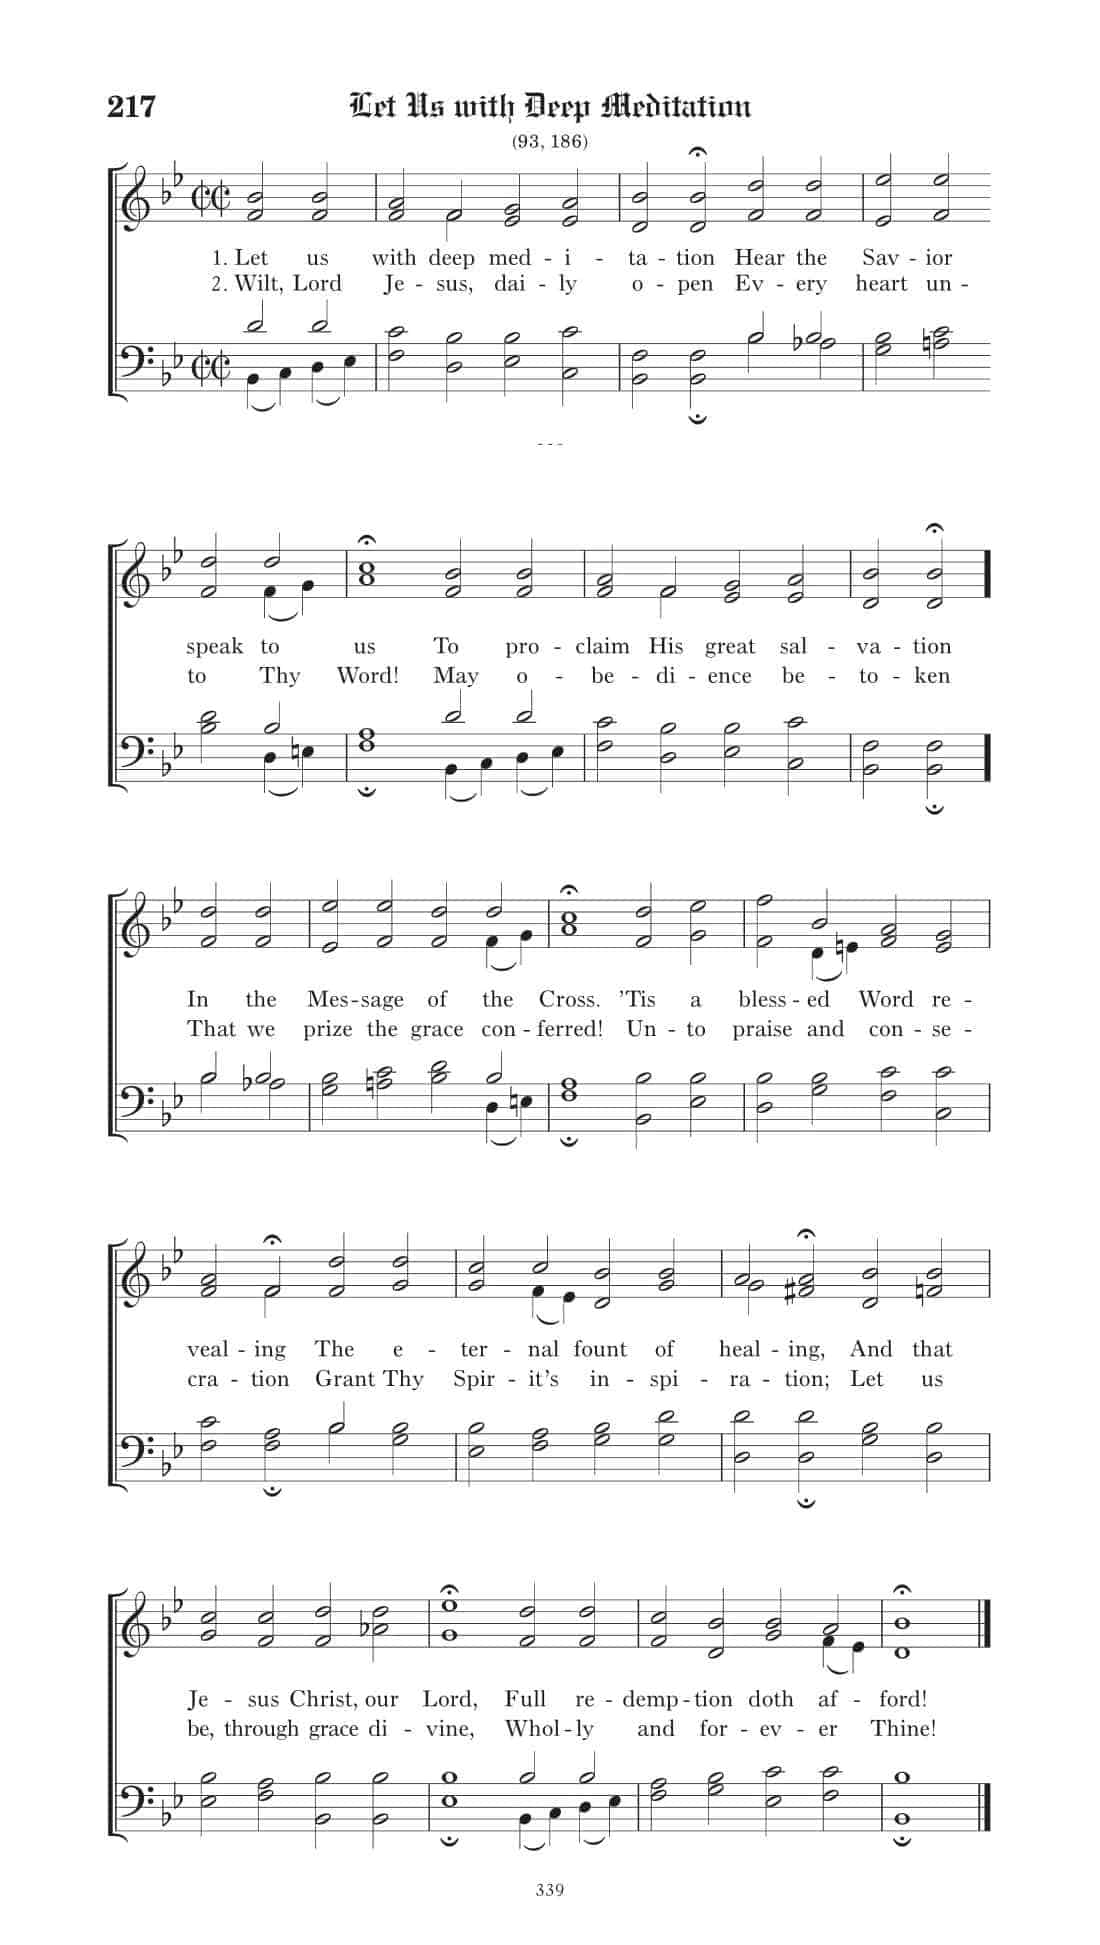 217 Let Us with Deep Meditation
(93, 186)
1. Let us with deep med - i - ta - tion Hear the Sav - ior
2. Wilt, Lord Je - sus, dai - ly o - pen Ev - ery heart un -
---
speak to us To pro - claim His great sal - va - tion
to Thy Word! May o - be - di - ence be - to - ken
In the Mes - sage of the Cross. ’Tis a bless - ed Word re -
That we prize the grace con - ferred! Un - to praise and con - se -
veal - ing The e - ter - nal fount of heal - ing, And that
cra - tion Grant Thy Spir - it’s in - spi - ra - tion; Let us
Je - sus Christ, our Lord, Full re - demp - tion doth af - ford!
be, through grace di - vine, Whol - ly and for - ev - er Thine!
339